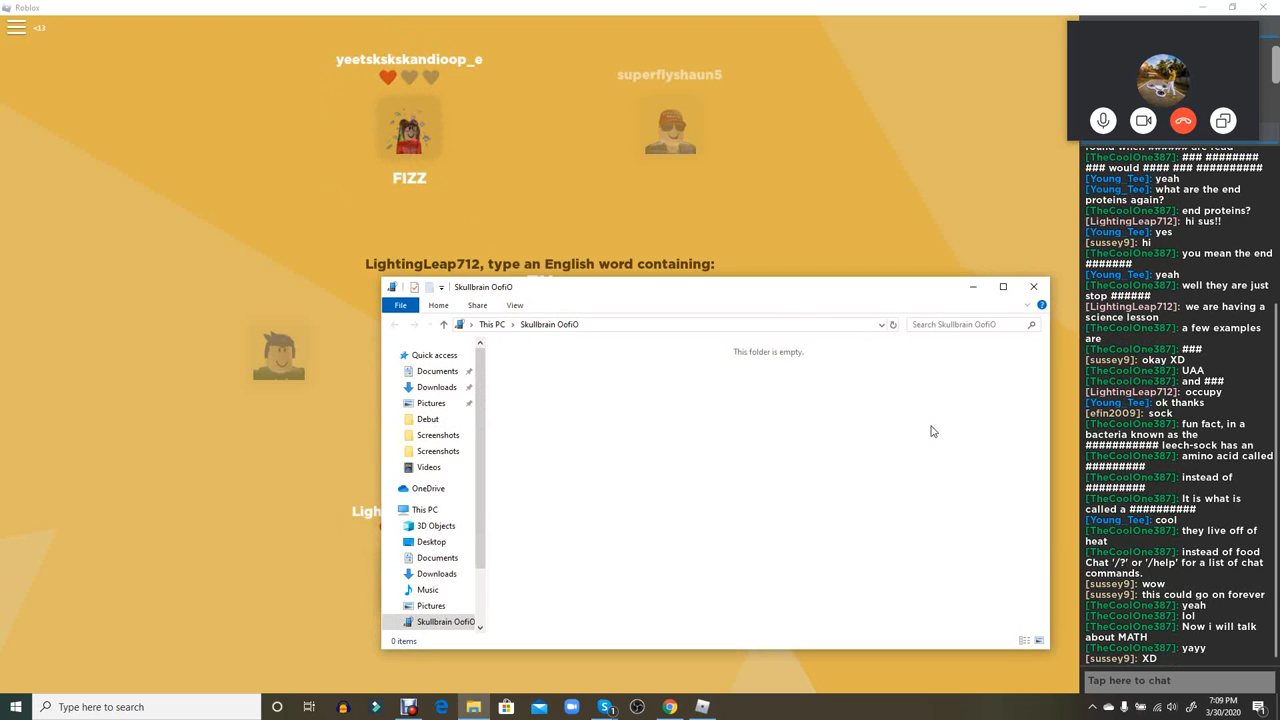 Roblox
<13
yeetskskskandioop_e
superflyshaun5
FIZZ
LightingLeap712, type an English word containing:
Skullbrain OofiO
File
Home
Share
View
This PC
Skullbrain OofiO
Search Skullbrain OofiO
This folder is empty.
Quick access
Documents
Downloads
Pictures
Debut
Screenshots
Screenshots
Videos
OneDrive
This PC
3D Objects
Desktop
Documents
Downloads
Music
Pictures
Skullbrain OofiO
0 items
Ligh
found when ###### are read
[TheCoolOne387]: ### ########
### would #### ### ##########
[Young_Tee]: yeah
[Young_Tee]: what are the end
proteins again?
[TheCoolOne387]: end proteins?
[LightingLeap712]: hi sus!!
[Young_Tee]: yes
[sussey9]: hi
[TheCoolOne387]: you mean the end
#######
[Young_Tee]: yeah
[TheCoolOne387]: well they are just
stop ######
[LightingLeap712]: we are having a
science lesson
[TheCoolOne387]: a few examples
are
[TheCoolOne387]: ###
[sussey9]: okay XD
[TheCoolOne387]: UAA
[TheCoolOne387]: and ###
[LightingLeap712]: occupy
[Young_Tee]: ok thanks
[efin2009]: sock
[TheCoolOne387]: fun fact, in a
bacteria known as the
########### leech-sock has an
[TheCoolOne387]: amino acid called
#########
[TheCoolOne387]: instead of
#########
[TheCoolOne387]: It is what is
called a ##########
[Young_Tee]: cool
[TheCoolOne387]: they live off of
heat
[TheCoolOne387]: instead of food
Chat '/?' or '/help' for a list of chat
commands.
[sussey9]: wow
[sussey9]: this could go on forever
[TheCoolOne387]: yeah
[TheCoolOne387]: lol
[TheCoolOne387]: Now i will talk
about MATH
[TheCoolOne387]: yayy
[sussey9]: XD
Tap here to chat
Type here to search
7:09 PM
3/30/2020